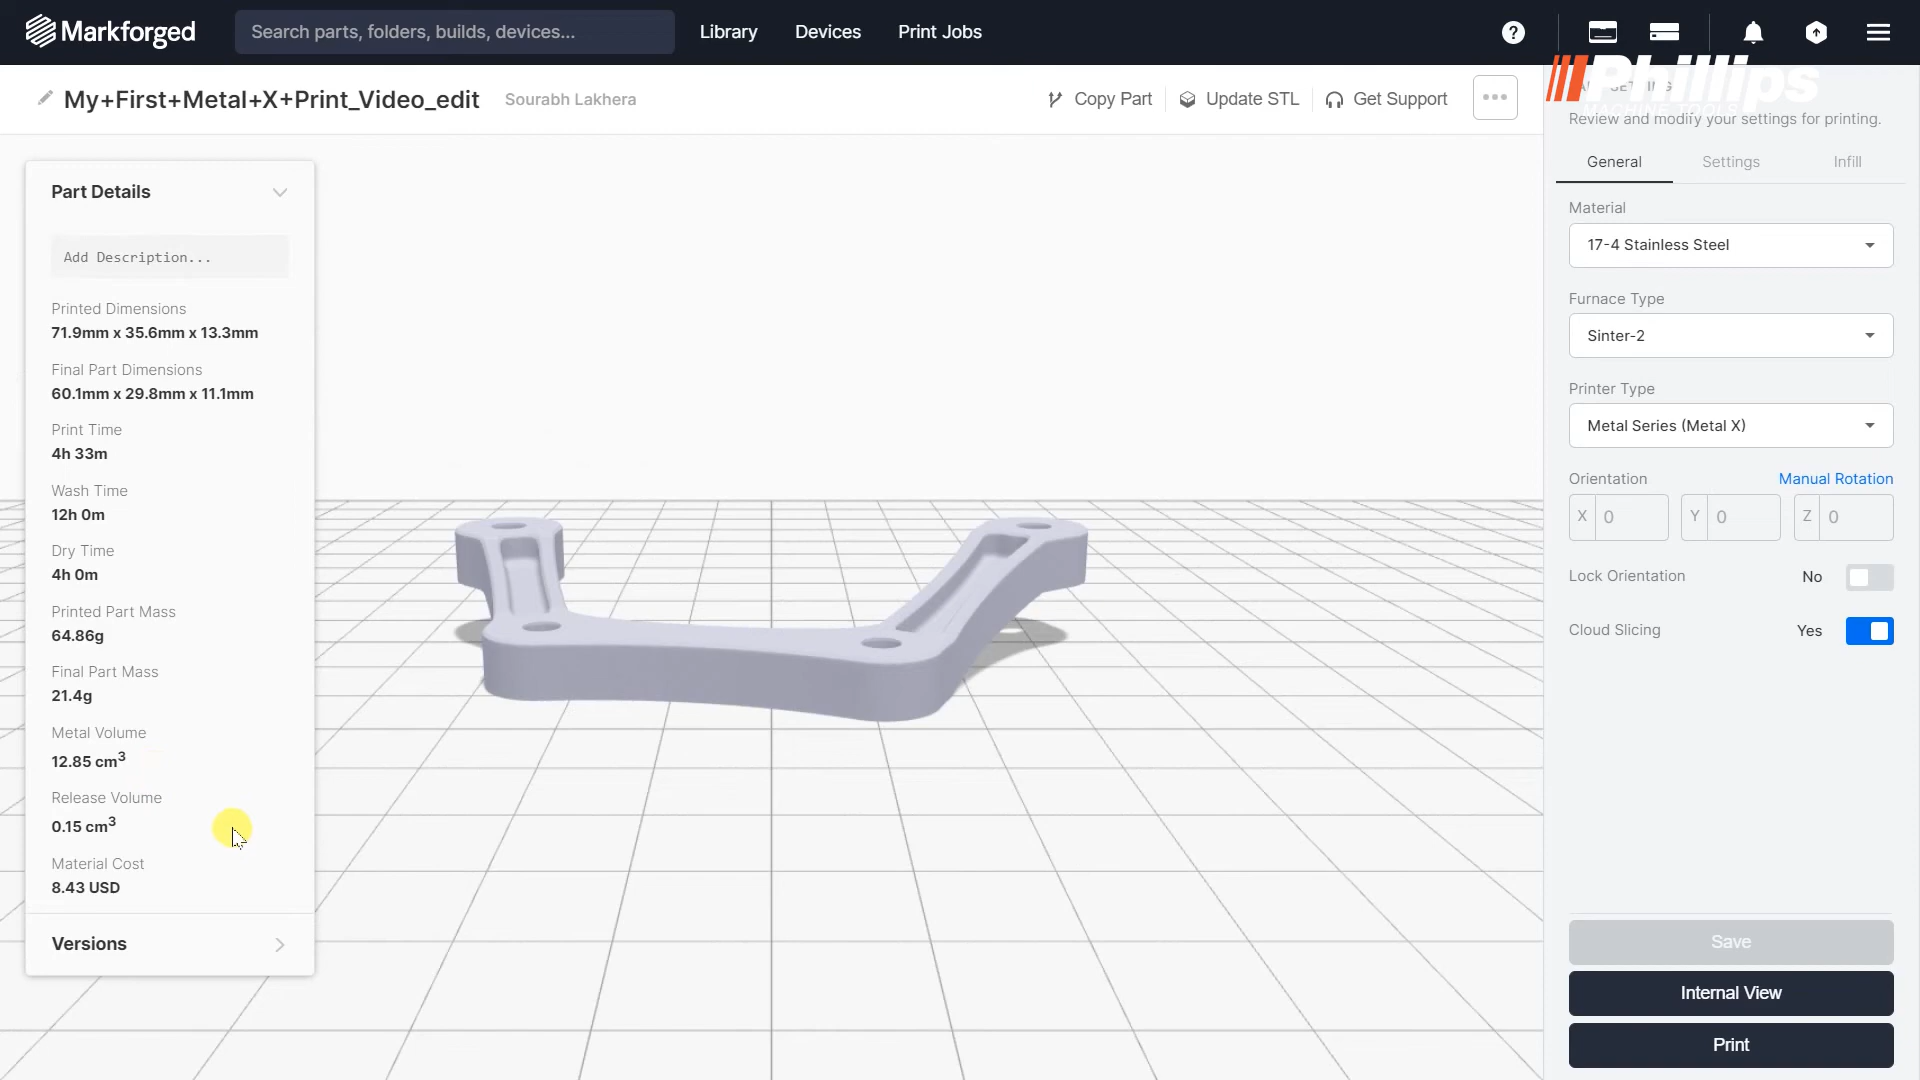 Markforged
Search parts, folders, builds, devices...
Library
Devices
Print Jobs
?
My+First+Metal+X+Print_Video_edit
Sourabh Lakhera
Copy Part
Update STL
Get Support
Phillips
MACHINE TOOLS
Review and modify your settings for printing.
General
Settings
Infill
Part Details
Add Description...
Printed Dimensions
71.9mm x 35.6mm x 13.3mm
Final Part Dimensions
60.1mm x 29.8mm x 11.1mm
Print Time
4h 33m
Wash Time
12h 0m
Dry Time
4h 0m
Printed Part Mass
64.86g
Final Part Mass
21.4g
Metal Volume
12.85 cm³
Release Volume
0.15 cm³
Material Cost
8.43 USD
Versions
Material
17-4 Stainless Steel
Furnace Type
Sinter-2
Printer Type
Metal Series (Metal X)
Orientation
Manual Rotation
X 0
Y 0
Z 0
Lock Orientation
No
Cloud Slicing
Yes
Save
Internal View
Print